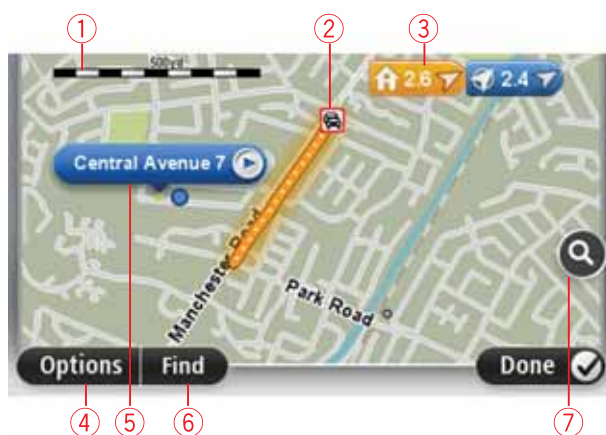 ① ② ③
500yd
2.6 2.4
Central Avenue 7
Manchester Road
Park Road
Options Find Done
④ ⑤ ⑥ ⑦